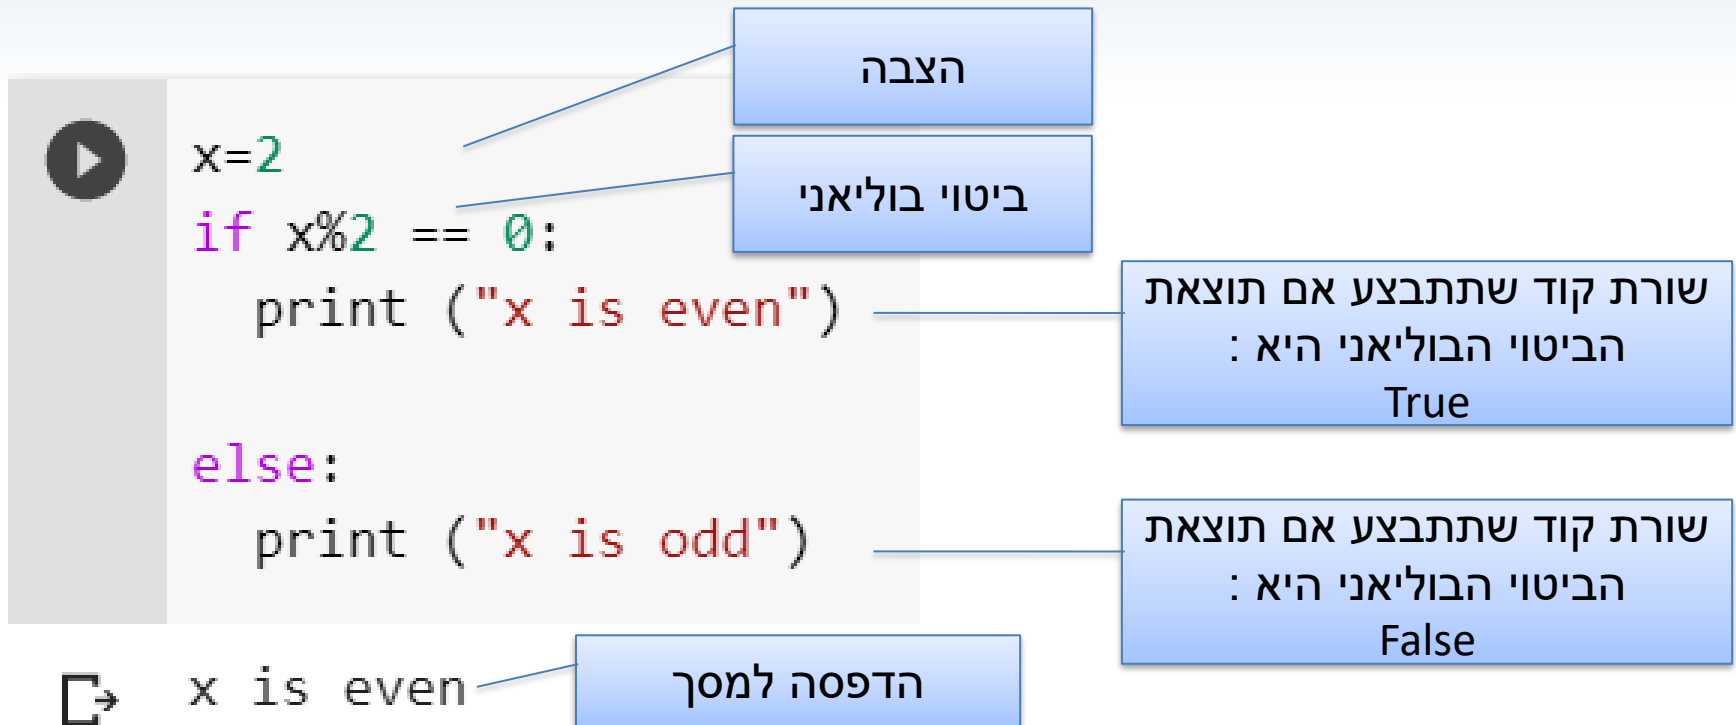 הצבה
x=2
ביטוי בוליאני
if x%2 == 0:
print ("x is even")
שורת קוד שתתבצע אם תוצאת
הביטוי הבוליאני היא :
True
else:
print ("x is odd")
שורת קוד שתתבצע אם תוצאת
הביטוי הבוליאני היא :
False
x is even
הדפסה למסך